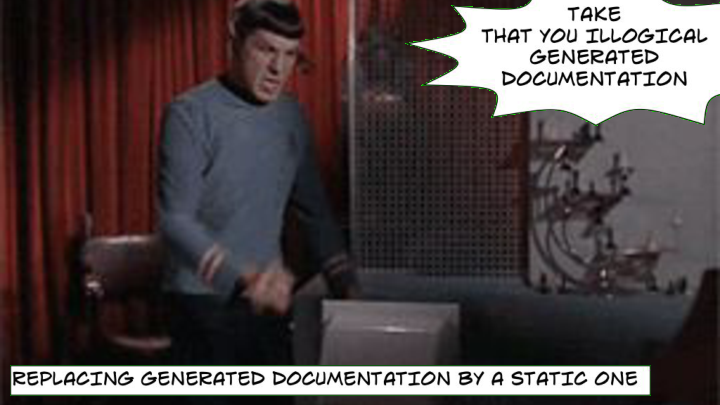 TAKE
THAT YOU ILLOGICAL
GENERATED
DOCUMENTATION
REPLACING GENERATED DOCUMENTATION BY A STATIC ONE